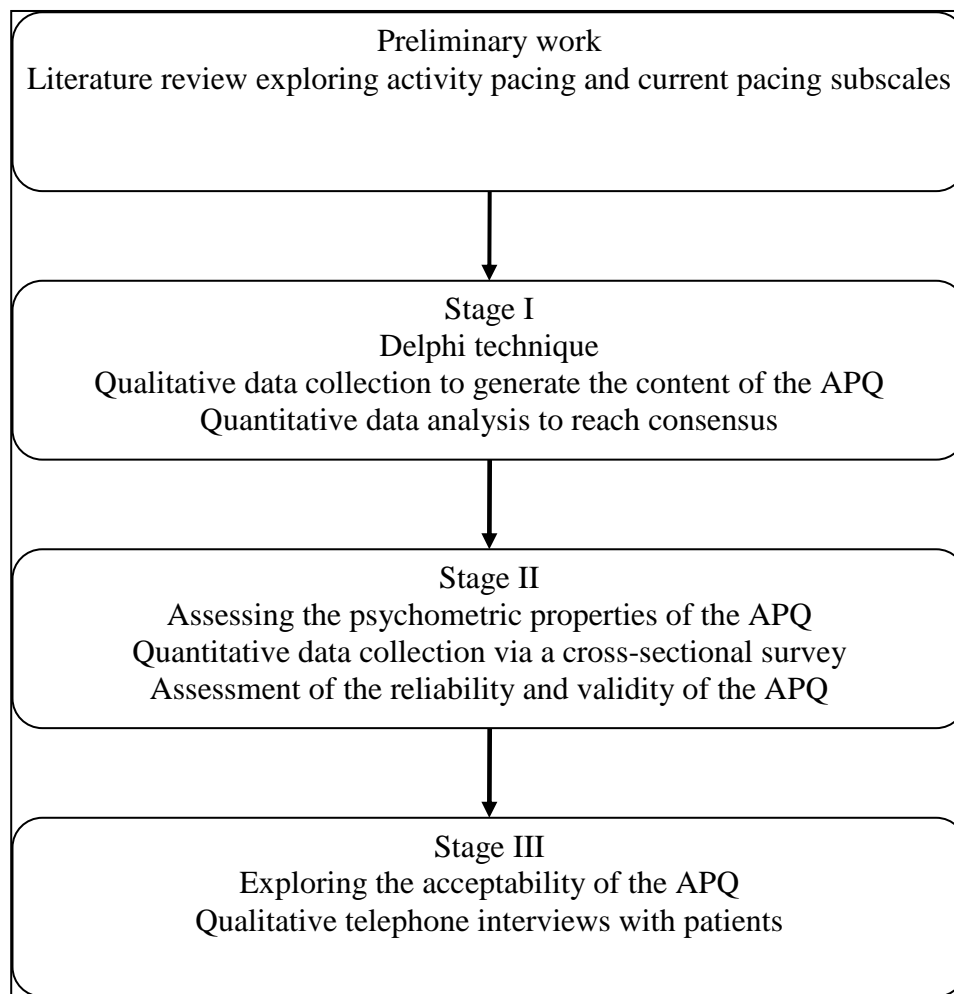 Preliminary work
Literature review exploring activity pacing and current pacing subscales
Stage I
Delphi technique
Qualitative data collection to generate the content of the APQ
Quantitative data analysis to reach consensus
Stage II
Assessing the psychometric properties of the APQ
Quantitative data collection via a cross-sectional survey
Assessment of the reliability and validity of the APQ
Stage III
Exploring the acceptability of the APQ
Qualitative telephone interviews with patients